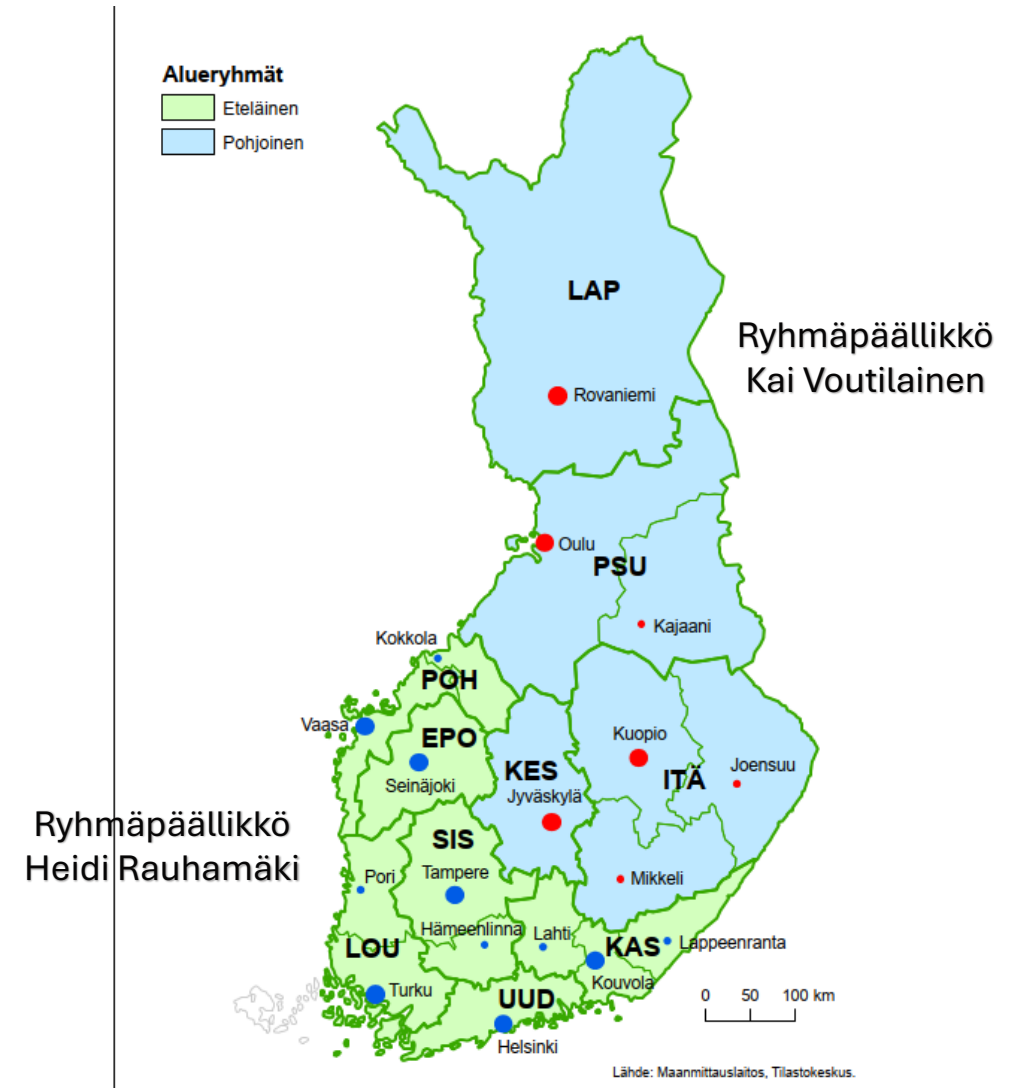 Alueryhmät
Eteläinen
Pohjoinen
LAP
Ryhmäpäällikkö
Kai Voutilainen
Rovaniemi
Oulu
PSU
Kajaani
Kokkola
POH
Vaasa
EPO
Kuopio
Joensuu
KES
ITÄ
Seinäjoki
Jyväskylä
Ryhmäpäällikkö
Heidi Rauhamäki
SIS
Tampere
Pori
Mikkeli
Hämeenlinna
Lahti
LOU
KAS
Lappeenranta
Kouvola
Turku
UUD
0 50 100 km
Helsinki
Lähde: Maanmittauslaitos, Tilastokeskus.